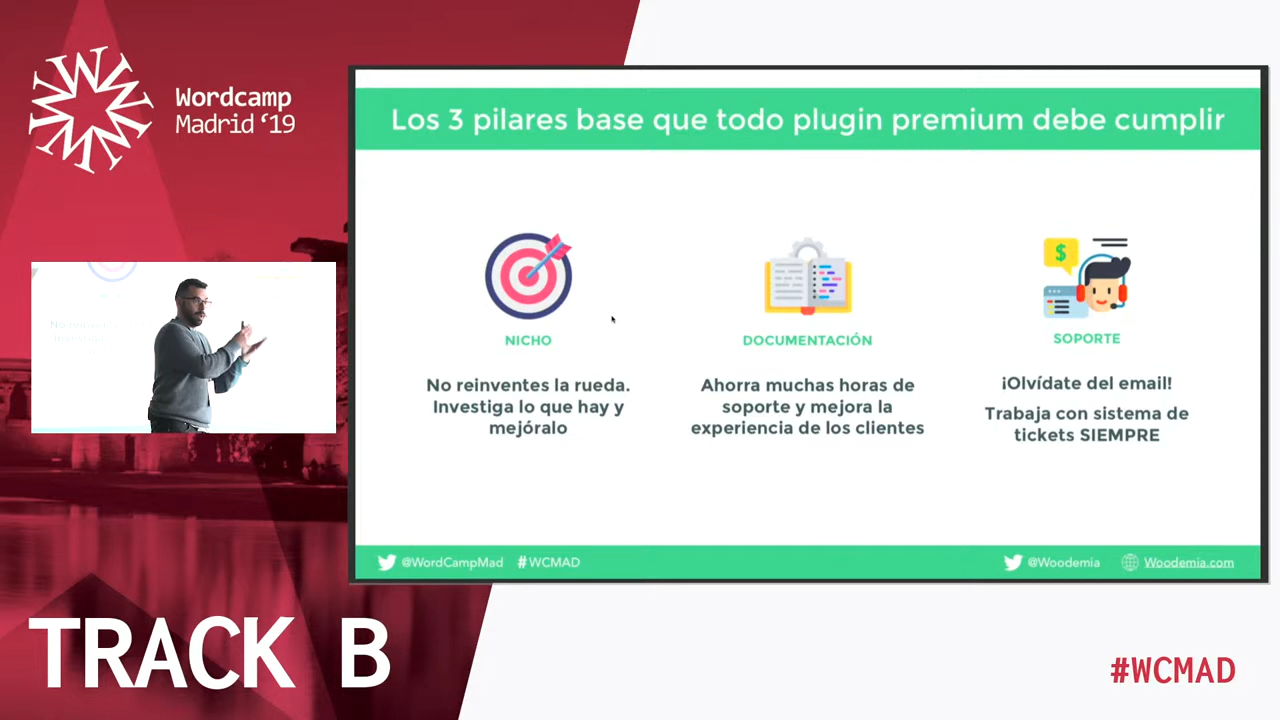 Wordcamp
Madrid '19
Los 3 pilares base que todo plugin premium debe cumplir
$
NICHO
No reinventes la rueda.
Investiga lo que hay y
mejóralo
DOCUMENTACIÓN
Ahorra muchas horas de
soporte y mejora la
experiencia de los clientes
SOPORTE
¡Olvídate del email!
Trabaja con sistema de
tickets SIEMPRE
@WordCampMad #WCMAD
@Woodemia Woodemia.com
TRACK B
#WCMAD